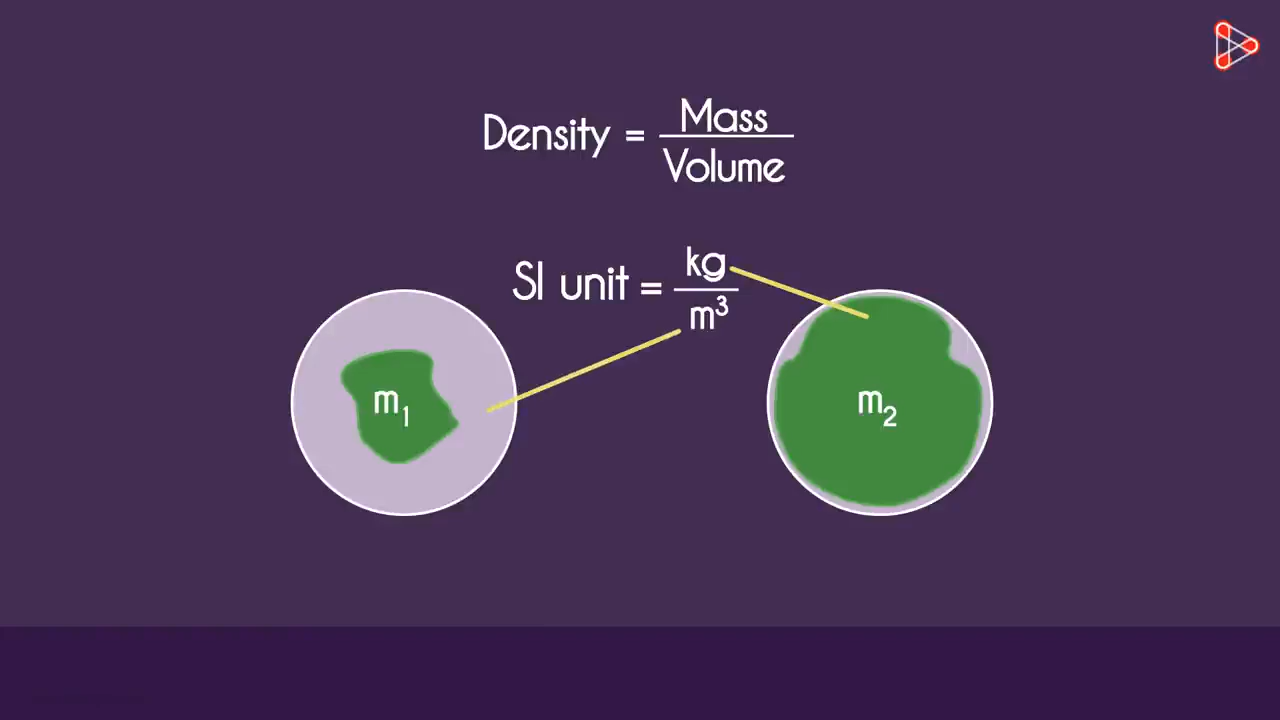 Density = Mass / Volume
SI unit = kg / m³
m₁
m₂